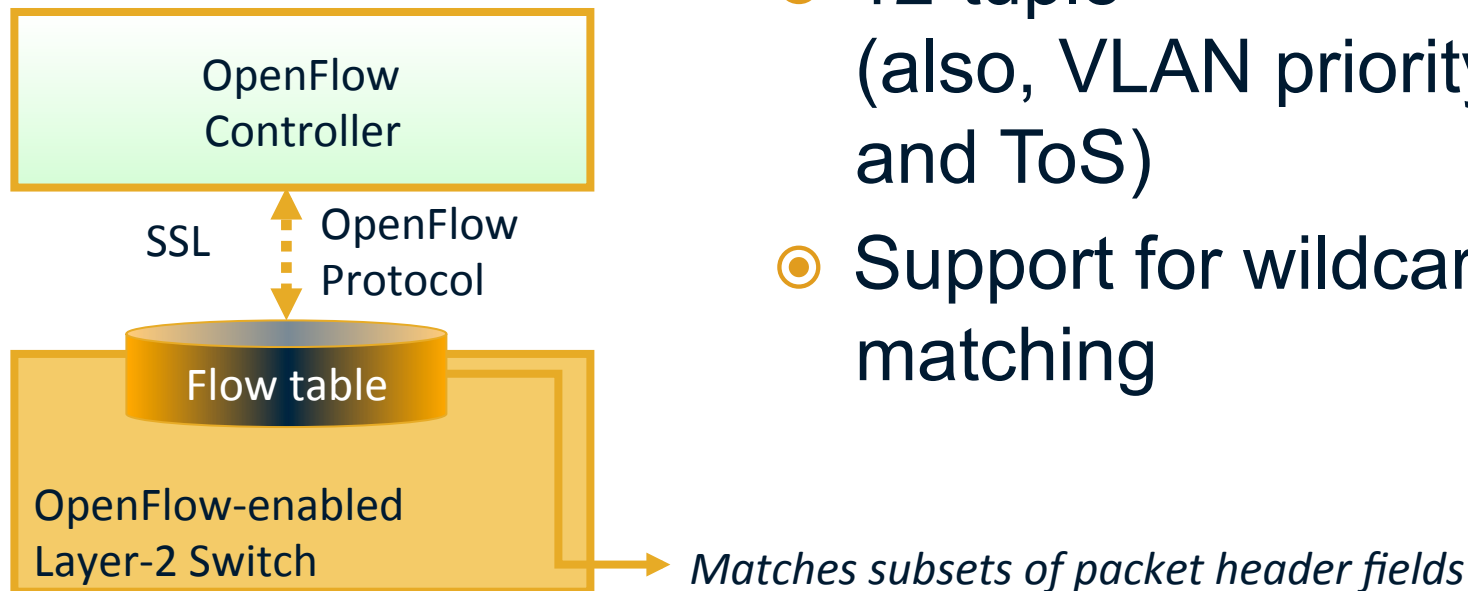 OpenFlow
Controller
SSL
OpenFlow
Protocol
Flow table
OpenFlow-enabled
Layer-2 Switch
(also, VLAN priority
and ToS)
Support for
matching
Matches subsets of packet header fields